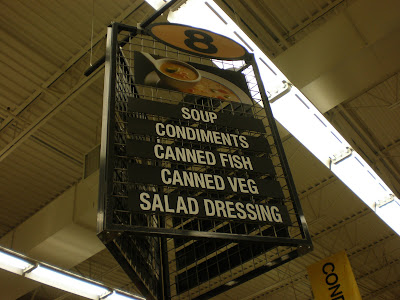 8
SOUP
CONDIMENTS
CANNED FISH
CANNED VEG
SALAD DRESSING